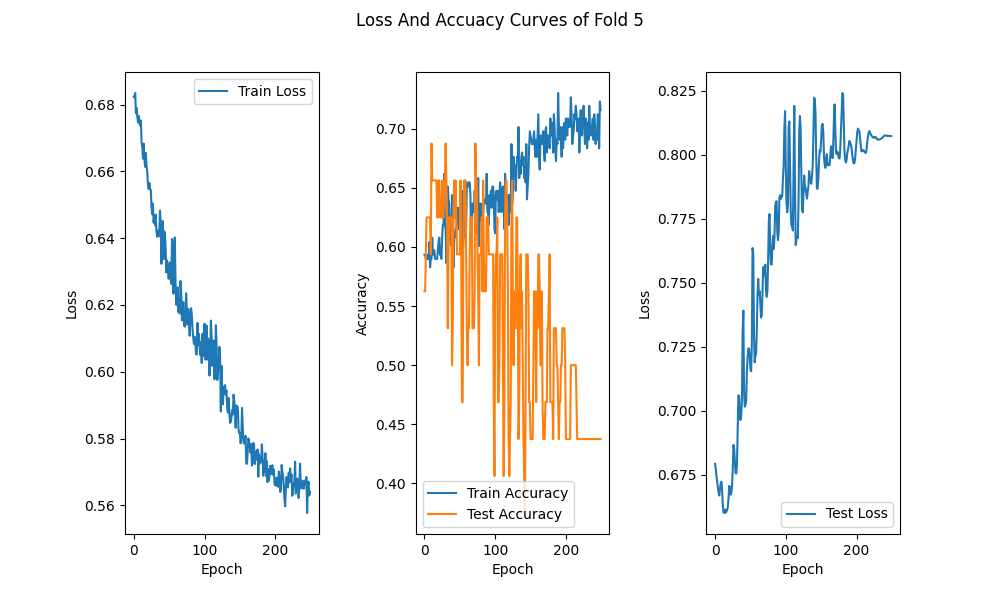 Loss And Accuacy Curves of Fold 5
Loss
0.68
0.66
0.64
0.62
0.60
0.58
0.56
0
100
200
Epoch
Train Loss
Accuracy
0.70
0.65
0.60
0.55
0.50
0.45
0.40
0
100
200
Epoch
Train Accuracy
Test Accuracy
Loss
0.825
0.800
0.775
0.750
0.725
0.700
0.675
0
100
200
Epoch
Test Loss